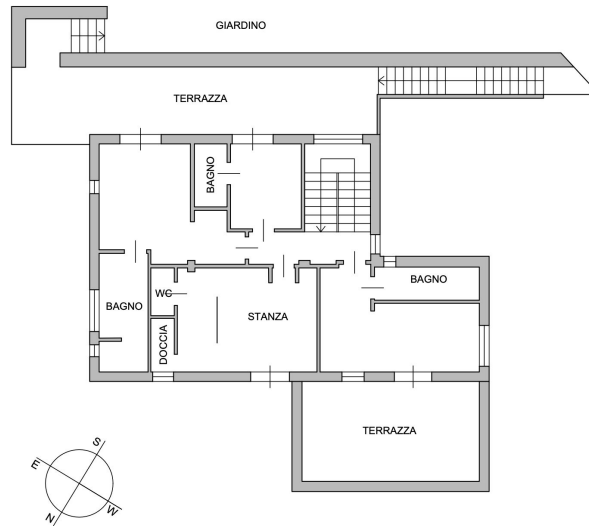 GIARDINO
TERRAZZA
BAGNO
BAGNO
WC
BAGNO
STANZA
DOCCIA
TERRAZZA
S
E
W
N